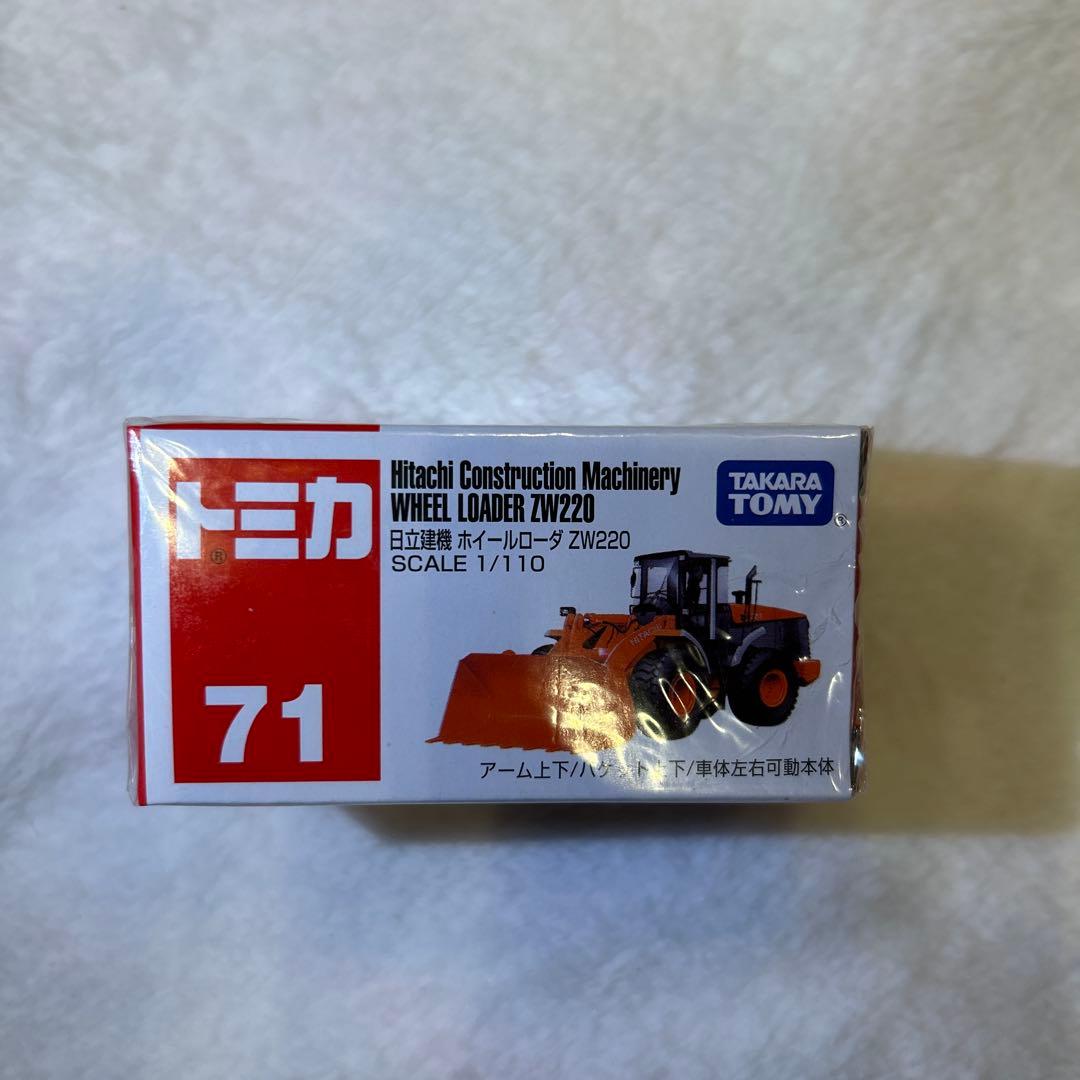 トミカ®
71
Hitachi Construction Machinery
WHEEL LOADER ZW220
日立建機 ホイールローダ ZW220
SCALE 1/110
TAKARA
TOMY®
HITACHI
アーム上下/バケット上下/車体左右可動本体